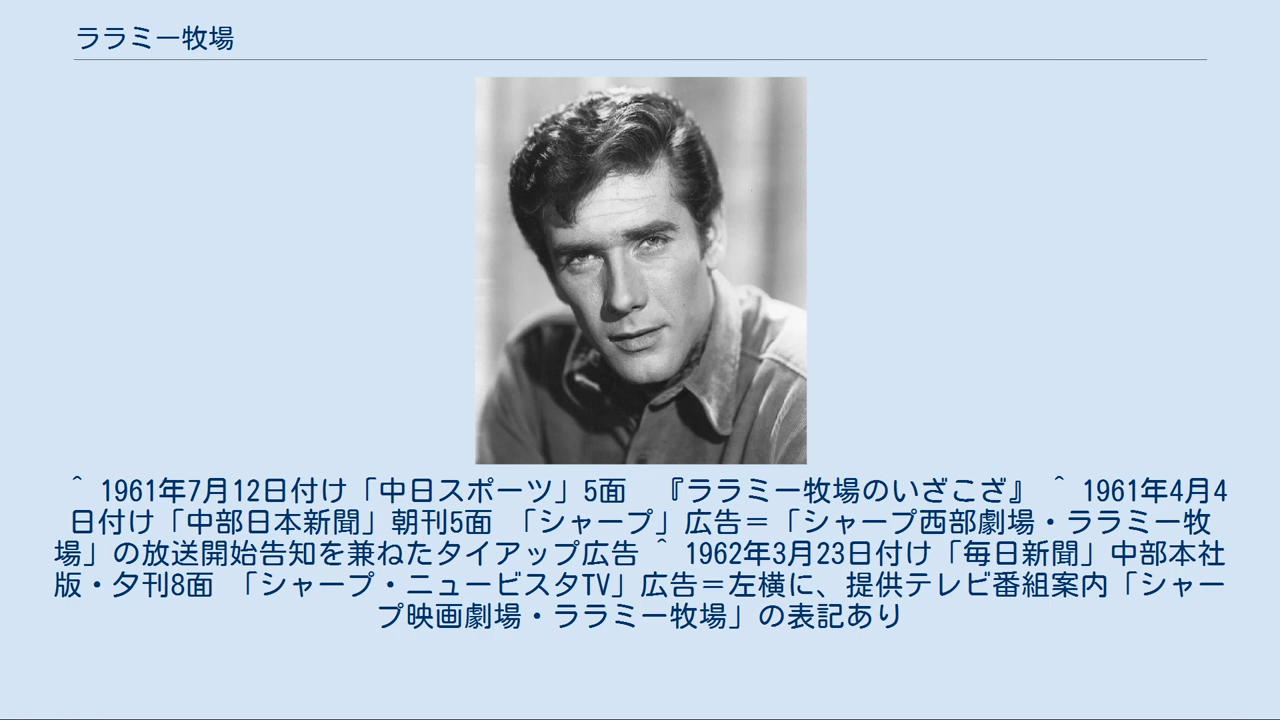 ララミー牧場
^ 1961年7月12日付け「中日スポーツ」5面　『ララミー牧場のいざこざ』 ^ 1961年4月4
日付け「中部日本新聞」朝刊5面 「シャープ」広告＝「シャープ西部劇場・ララミー牧
場」の放送開始告知を兼ねたタイアップ広告 ^ 1962年3月23日付け「毎日新聞」中部本社
版・夕刊8面 「シャープ・ニュービスタTV」広告＝左横に、提供テレビ番組案内「シャー
プ映画劇場・ララミー牧場」の表記あり